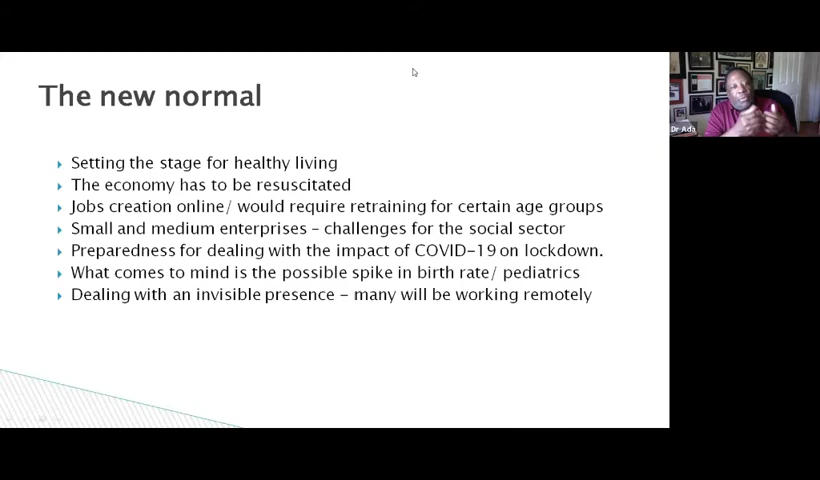 The new normal
Setting the stage for healthy living
The economy has to be resuscitated
Jobs creation online/ would require retraining for certain age groups
Small and medium enterprises – challenges for the social sector
Preparedness for dealing with the impact of COVID-19 on lockdown.
What comes to mind is the possible spike in birth rate/ pediatrics
Dealing with an invisible presence – many will be working remotely
Dr Ada